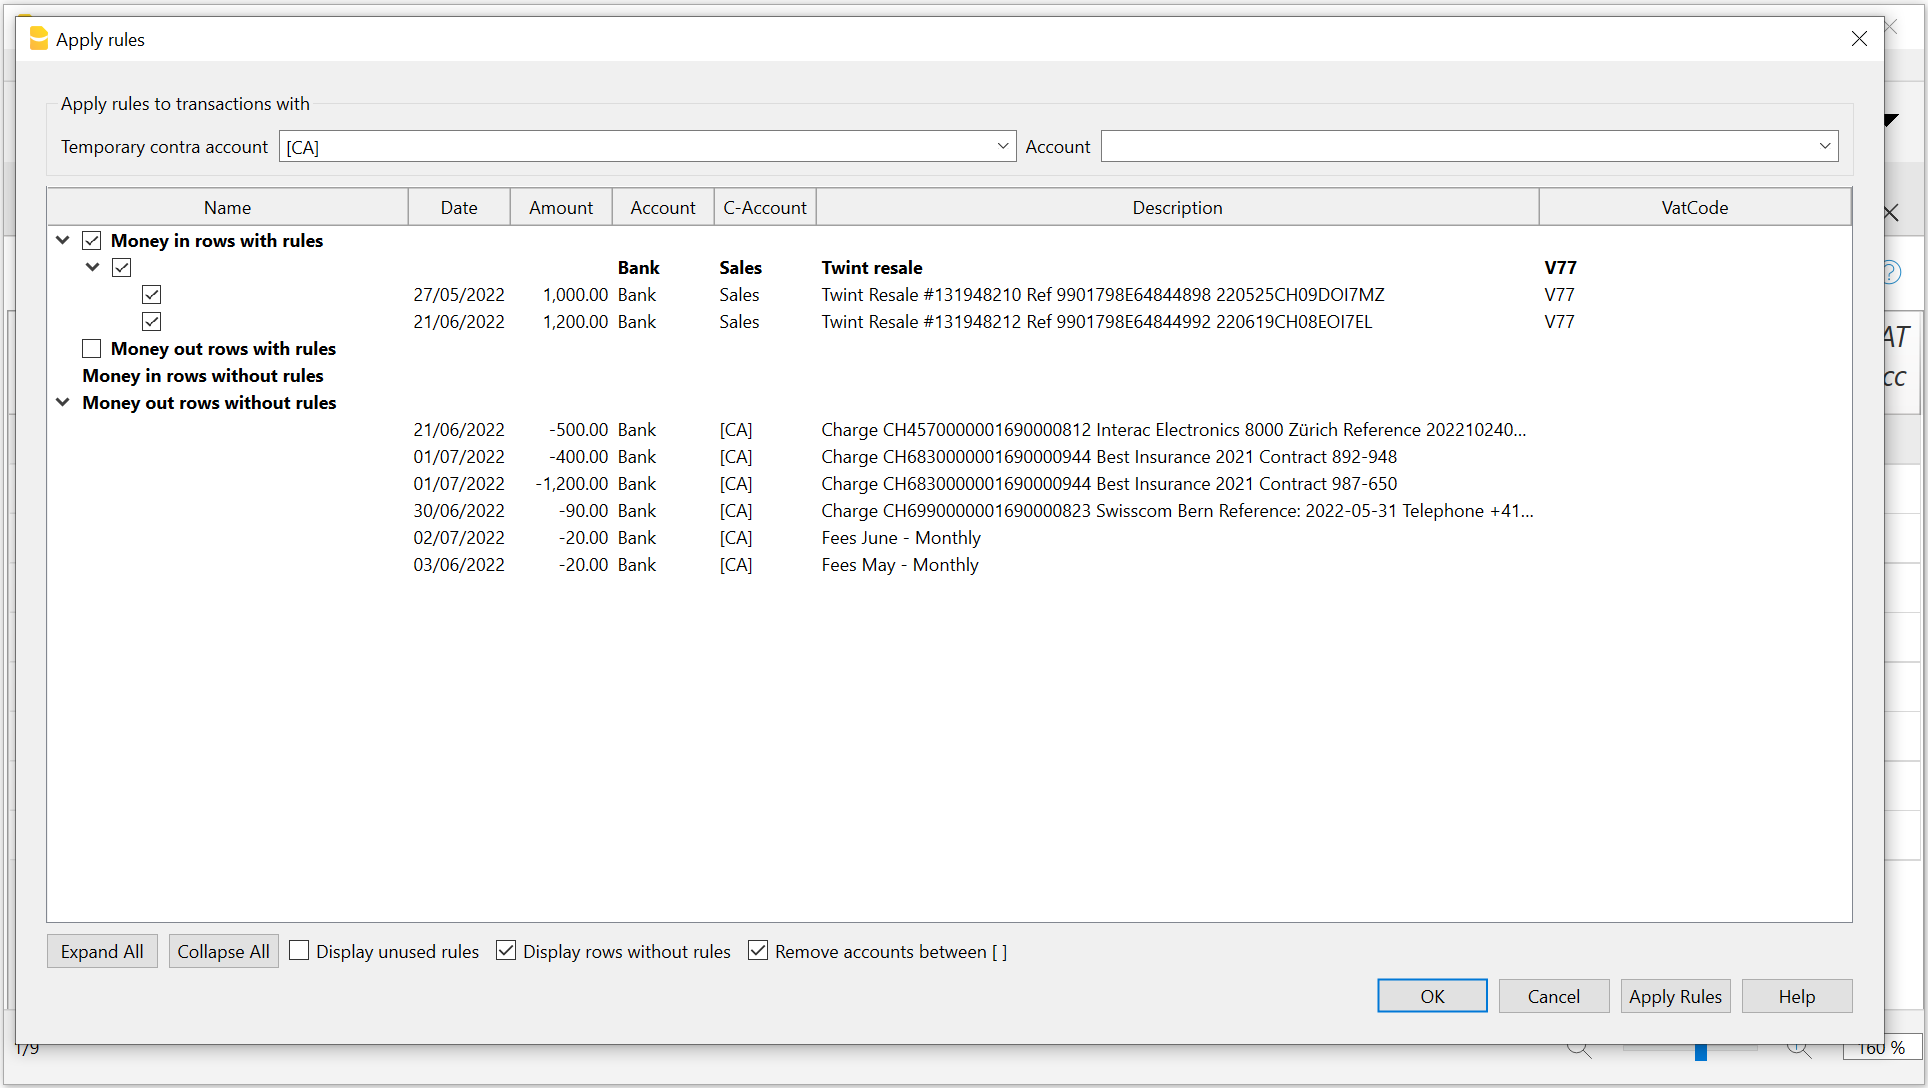 Apply rules
Apply rules to transactions with
Temporary contra account [CA] Account
Name Date Amount Account C-Account Description VatCode
Money in rows with rules
Bank Sales Twint resale V77
27/05/2022 1,000.00 Bank Sales Twint Resale #131948210 Ref 9901798E64844898 220525CH09DOI7MZ V77
21/06/2022 1,200.00 Bank Sales Twint Resale #131948212 Ref 9901798E64844992 220619CH08EOI7EL V77
Money out rows with rules
Money in rows without rules
Money out rows without rules
21/06/2022 -500.00 Bank [CA] Charge CH4570000001690000812 Interac Electronics 8000 Zürich Reference 202210240...
01/07/2022 -400.00 Bank [CA] Charge CH6830000001690000944 Best Insurance 2021 Contract 892-948
01/07/2022 -1,200.00 Bank [CA] Charge CH6830000001690000944 Best Insurance 2021 Contract 987-650
30/06/2022 -90.00 Bank [CA] Charge CH6990000001690000823 Swisscom Bern Reference: 2022-05-31 Telephone +41...
02/07/2022 -20.00 Bank [CA] Fees June - Monthly
03/06/2022 -20.00 Bank [CA] Fees May - Monthly
Expand All Collapse All Display unused rules Display rows without rules Remove accounts between [ ]
OK Cancel Apply Rules Help
1/9 160 %